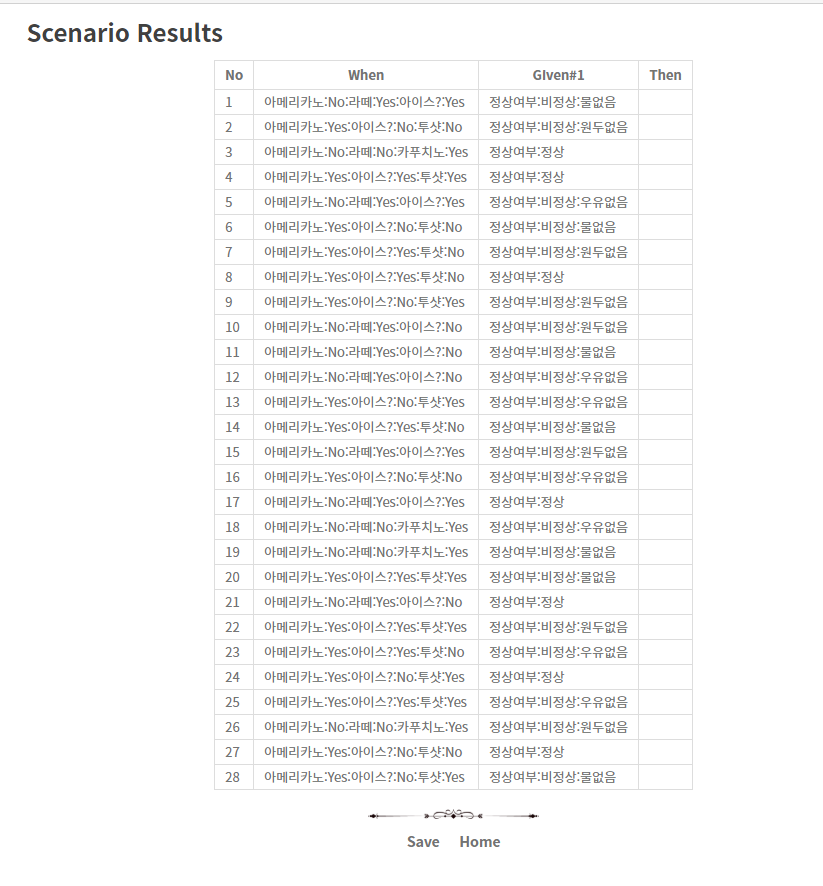 Scenario Results
No When GIven#1 Then
1 아메리카노:No:라떼:Yes:아이스?:Yes 정상여부:비정상:물없음
2 아메리카노:Yes:아이스?:No:투샷:No 정상여부:비정상:원두없음
3 아메리카노:No:라떼:No:카푸치노:Yes 정상여부:정상
4 아메리카노:Yes:아이스?:Yes:투샷:Yes 정상여부:정상
5 아메리카노:No:라떼:Yes:아이스?:Yes 정상여부:비정상:우유없음
6 아메리카노:Yes:아이스?:No:투샷:No 정상여부:비정상:물없음
7 아메리카노:Yes:아이스?:Yes:투샷:No 정상여부:비정상:원두없음
8 아메리카노:Yes:아이스?:Yes:투샷:No 정상여부:정상
9 아메리카노:Yes:아이스?:No:투샷:Yes 정상여부:비정상:원두없음
10 아메리카노:No:라떼:Yes:아이스?:No 정상여부:비정상:원두없음
11 아메리카노:No:라떼:Yes:아이스?:No 정상여부:비정상:물없음
12 아메리카노:No:라떼:Yes:아이스?:No 정상여부:비정상:우유없음
13 아메리카노:Yes:아이스?:No:투샷:Yes 정상여부:비정상:우유없음
14 아메리카노:Yes:아이스?:Yes:투샷:No 정상여부:비정상:물없음
15 아메리카노:No:라떼:Yes:아이스?:Yes 정상여부:비정상:원두없음
16 아메리카노:Yes:아이스?:No:투샷:No 정상여부:비정상:우유없음
17 아메리카노:No:라떼:Yes:아이스?:Yes 정상여부:정상
18 아메리카노:No:라떼:No:카푸치노:Yes 정상여부:비정상:우유없음
19 아메리카노:No:라떼:No:카푸치노:Yes 정상여부:비정상:물없음
20 아메리카노:Yes:아이스?:Yes:투샷:Yes 정상여부:비정상:물없음
21 아메리카노:No:라떼:Yes:아이스?:No 정상여부:정상
22 아메리카노:Yes:아이스?:Yes:투샷:Yes 정상여부:비정상:원두없음
23 아메리카노:Yes:아이스?:Yes:투샷:No 정상여부:비정상:우유없음
24 아메리카노:Yes:아이스?:No:투샷:Yes 정상여부:정상
25 아메리카노:Yes:아이스?:Yes:투샷:Yes 정상여부:비정상:우유없음
26 아메리카노:No:라떼:No:카푸치노:Yes 정상여부:비정상:원두없음
27 아메리카노:Yes:아이스?:No:투샷:No 정상여부:정상
28 아메리카노:Yes:아이스?:No:투샷:Yes 정상여부:비정상:물없음
Save Home